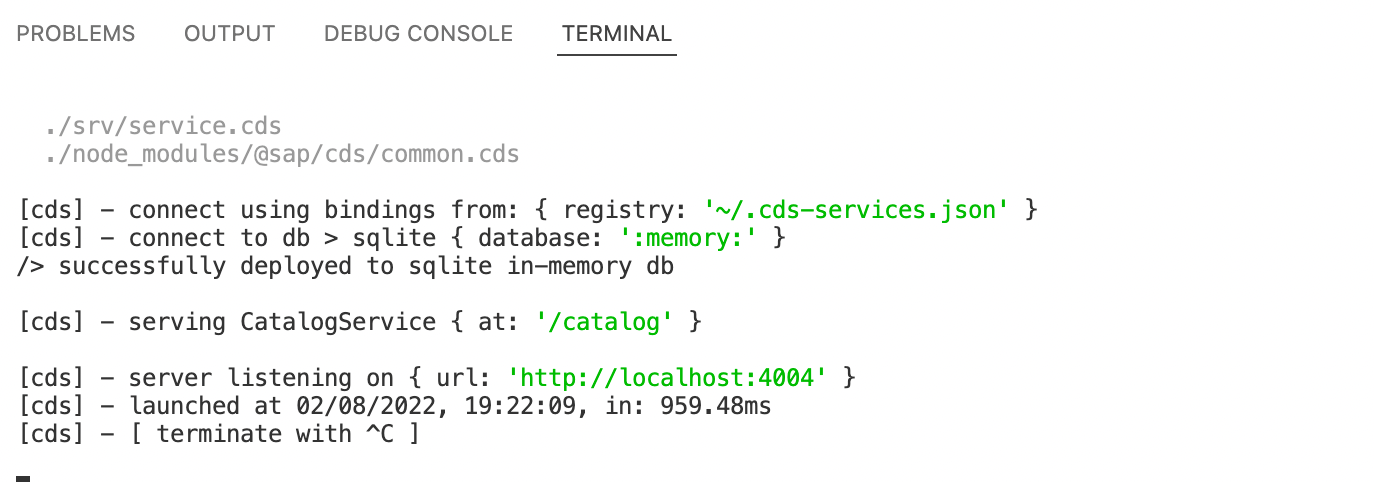 PROBLEMS OUTPUT DEBUG CONSOLE TERMINAL
./srv/service.cds
./node_modules/@sap/cds/common.cds
[cds] - connect using bindings from: { registry: '~/.cds-services.json' }
[cds] - connect to db > sqlite { database: ':memory:' }
/> successfully deployed to sqlite in-memory db
[cds] - serving CatalogService { at: '/catalog' }
[cds] - server listening on { url: 'http://localhost:4004' }
[cds] - launched at 02/08/2022, 19:22:09, in: 959.48ms
[cds] - [ terminate with ^C ]